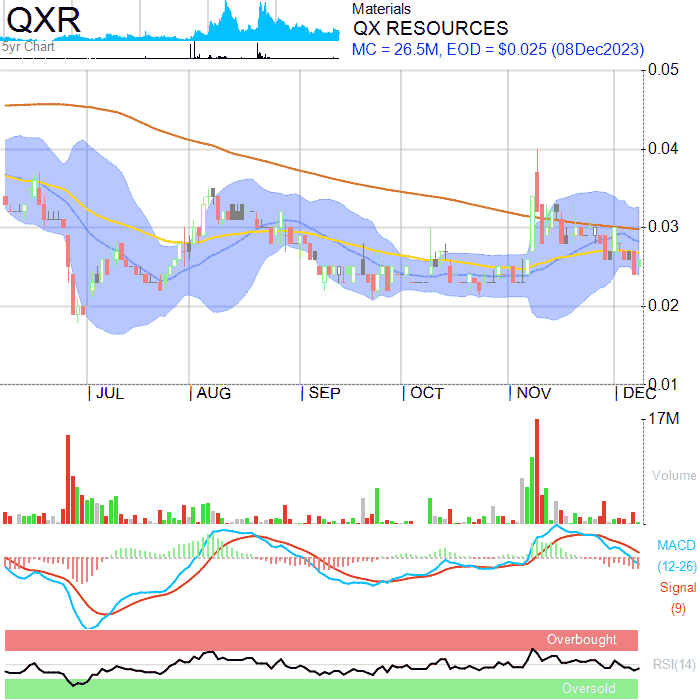 QXR
5yr Chart
Materials
QX RESOURCES
MC = 26.5M, EOD = $0.025 (08Dec2023)
0.05
0.04
0.03
0.02
0.01
JUL AUG SEP OCT NOV DEC
17M
Volume
MACD
(12-26)
Signal
(9)
Overbought
RSI(14)
Oversold